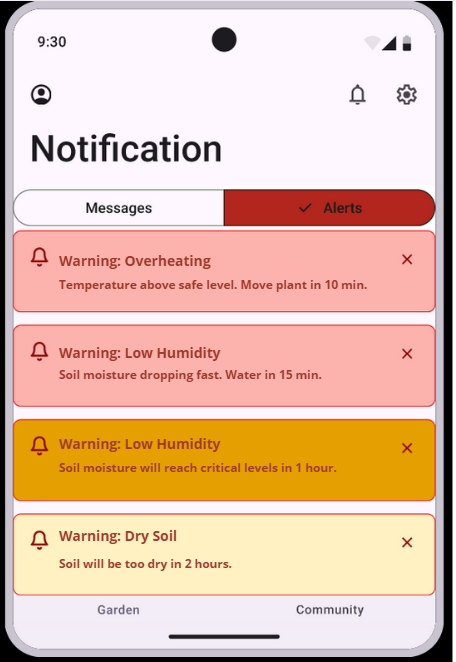 9:30
Notification
Messages
Alerts
Warning: Overheating
Temperature above safe level. Move plant in 10 min.
Warning: Low Humidity
Soil moisture dropping fast. Water in 15 min.
Warning: Low Humidity
Soil moisture will reach critical levels in 1 hour.
Warning: Dry Soil
Soil will be too dry in 2 hours.
Garden
Community